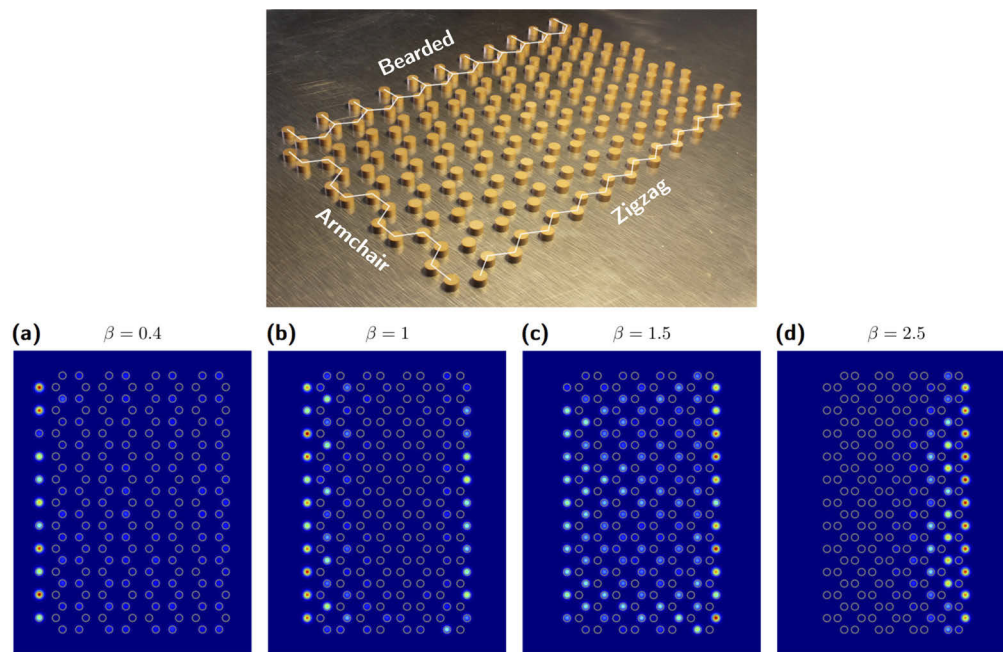 Bearded
Armchair
Zigzag
(a) β = 0.4
(b) β = 1
(c) β = 1.5
(d) β = 2.5